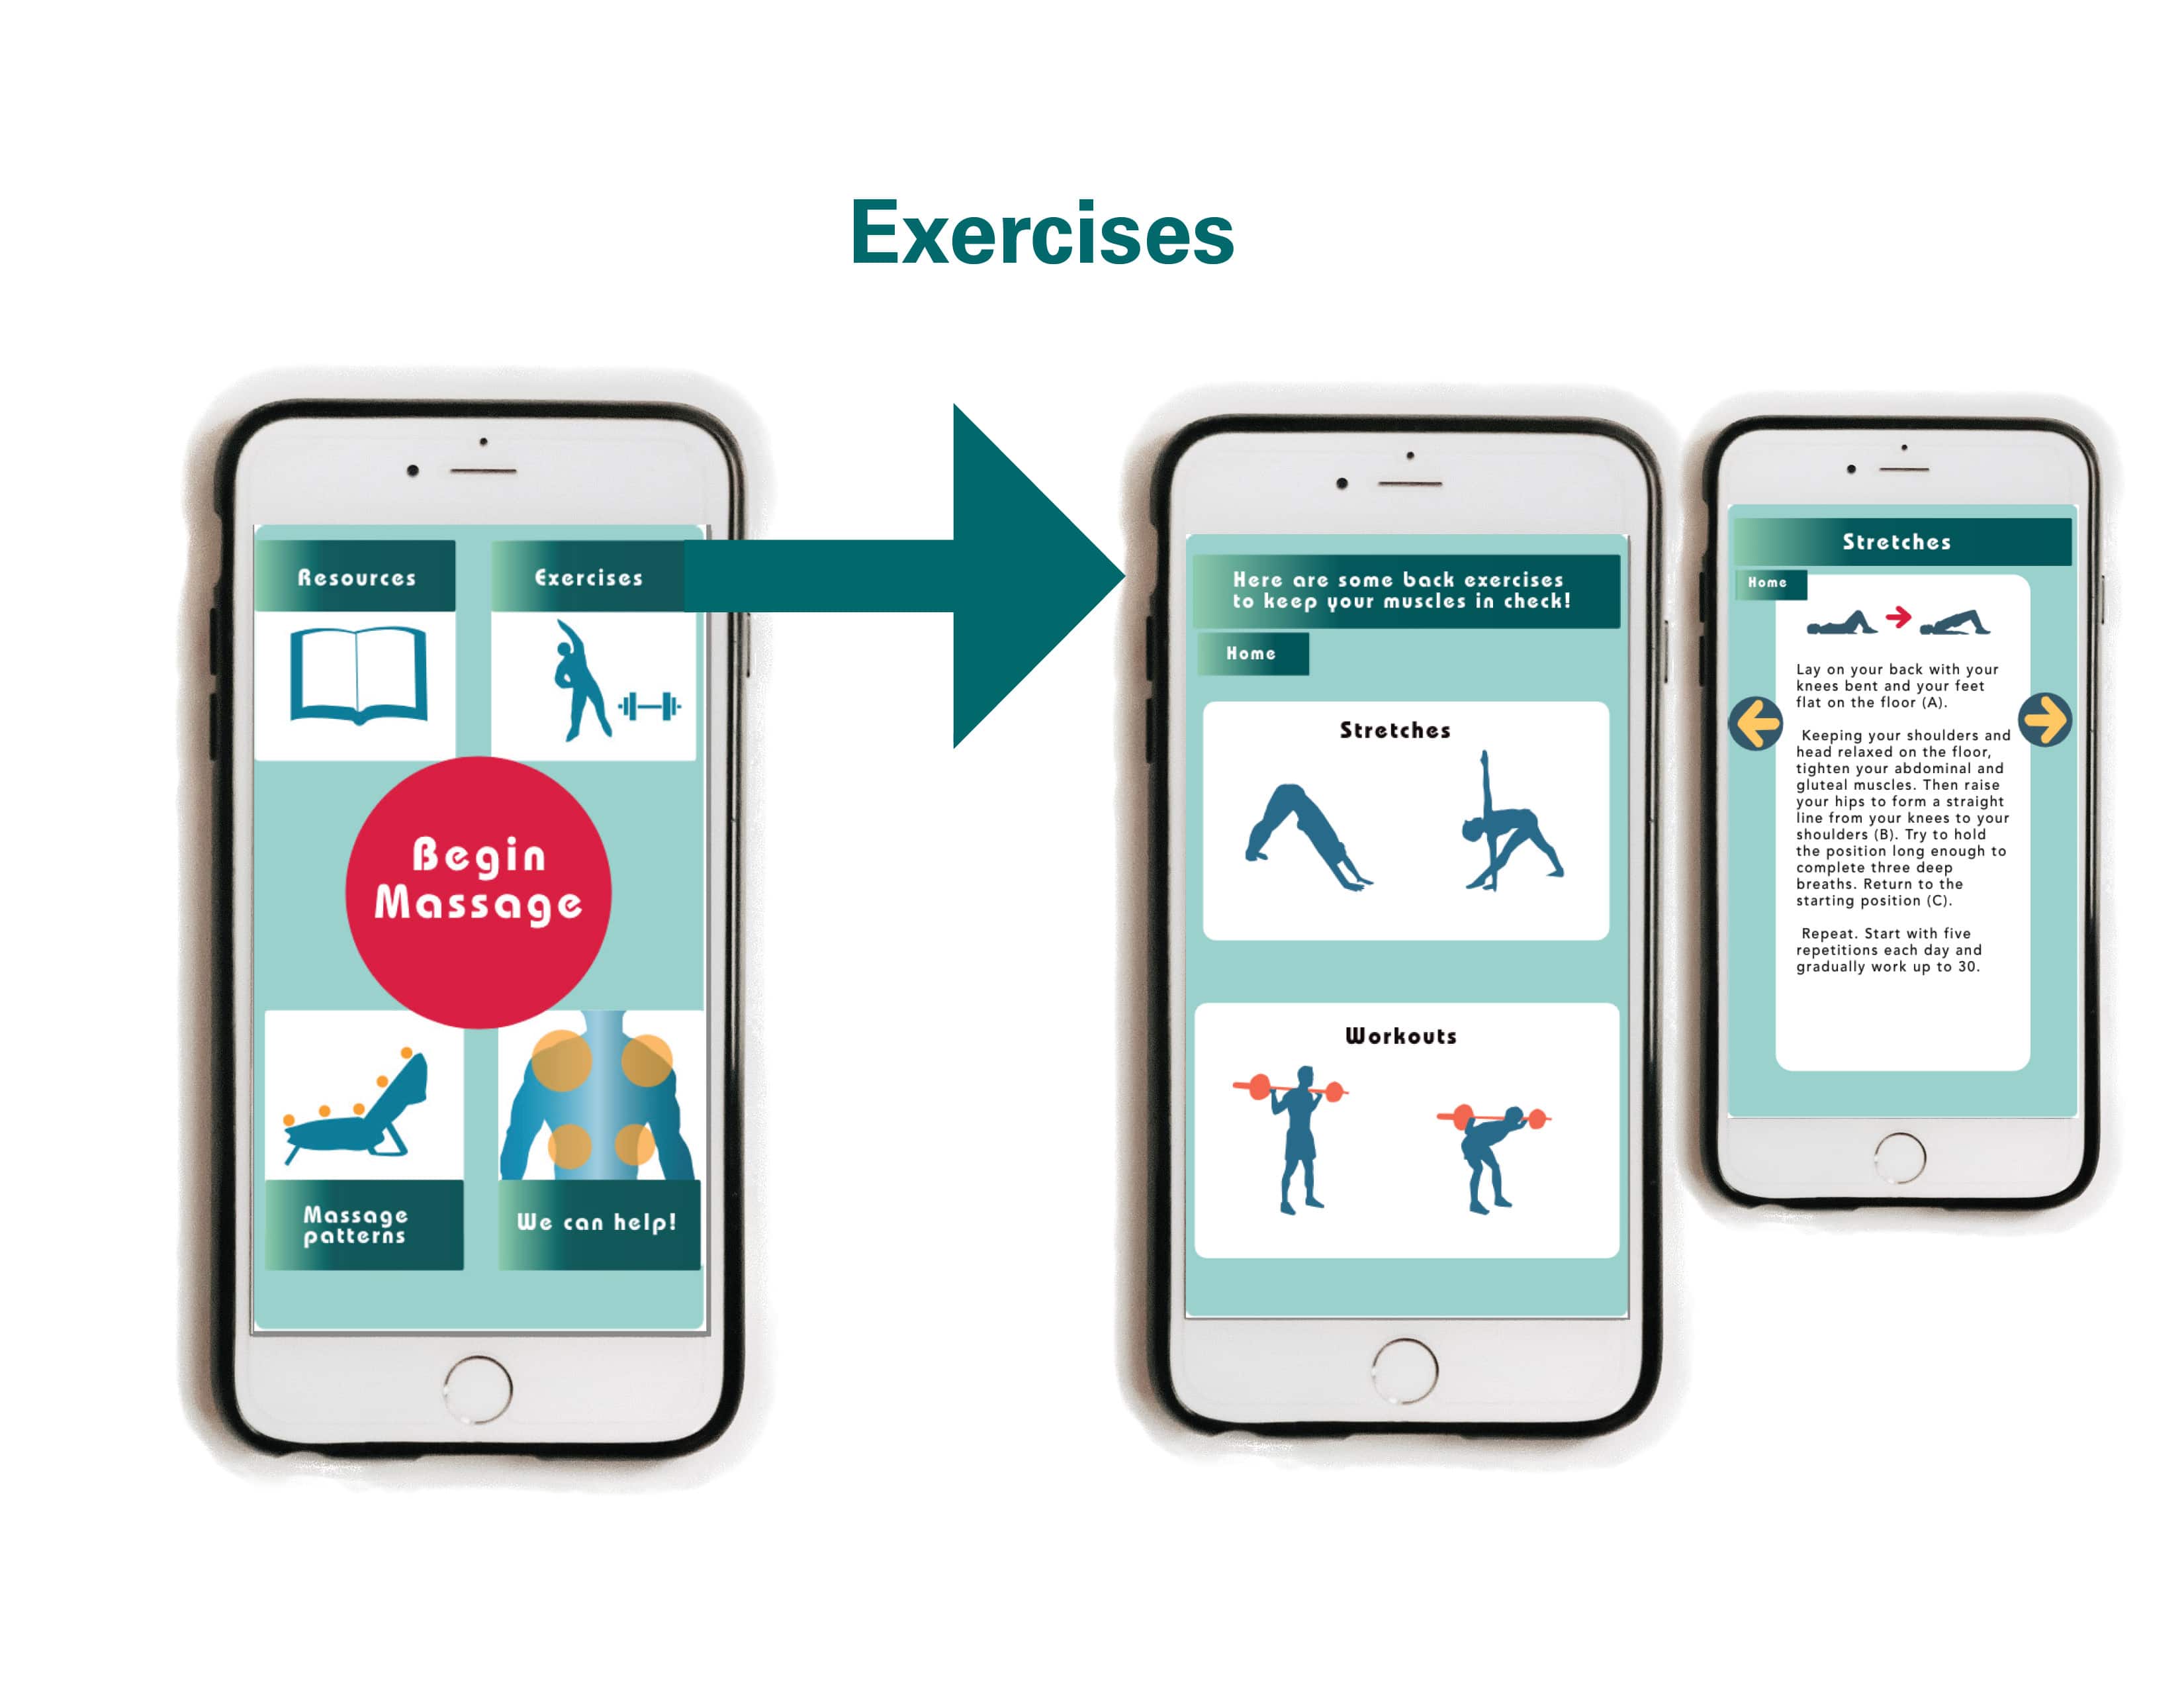 Exercises
Resources
Exercises
Begin
Massage
Massage
patterns
We can help!
Here are some back exercises
to keep your muscles in check!
Home
Stretches
Workouts
Stretches
Home
Lay on your back with your
knees bent and your feet
flat on the floor (A).
Keeping your shoulders and
head relaxed on the floor,
tighten your abdominal and
gluteal muscles. Then raise
your hips to form a straight
line from your knees to your
shoulders (B). Try to hold
the position long enough to
complete three deep
breaths. Return to the
starting position (C).
Repeat. Start with five
repetitions each day and
gradually work up to 30.